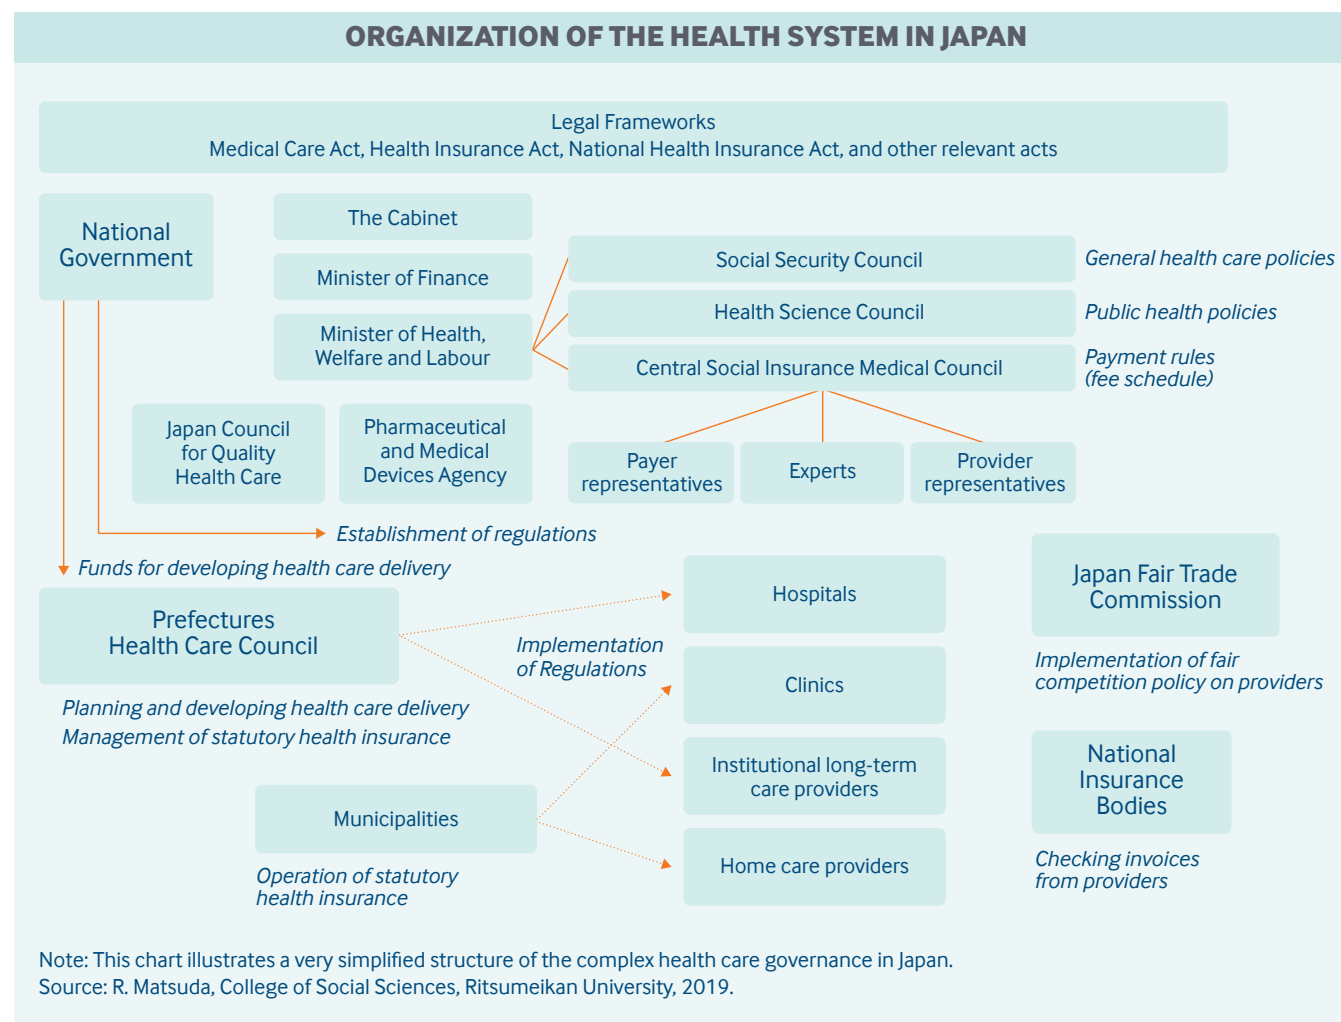 ORGANIZATION OF THE HEALTH SYSTEM IN JAPAN
Legal Frameworks
Medical Care Act, Health Insurance Act, National Health Insurance Act, and other relevant acts
National
Government
The Cabinet
Minister of Finance
Minister of Health,
Welfare and Labour
Social Security Council
General health care policies
Health Science Council
Public health policies
Central Social Insurance Medical Council
Payment rules
(fee schedule)
Japan Council
for Quality
Health Care
Pharmaceutical
and Medical
Devices Agency
Payer
representatives
Experts
Provider
representatives
Establishment of regulations
Funds for developing health care delivery
Prefectures
Health Care Council
Planning and developing health care delivery
Management of statutory health insurance
Implementation
of Regulations
Municipalities
Operation of statutory
health insurance
Hospitals
Clinics
Institutional long-term
care providers
Home care providers
Japan Fair Trade
Commission
Implementation of fair
competition policy on providers
National
Insurance
Bodies
Checking invoices
from providers
Note: This chart illustrates a very simplified structure of the complex health care governance in Japan.
Source: R. Matsuda, College of Social Sciences, Ritsumeikan University, 2019.